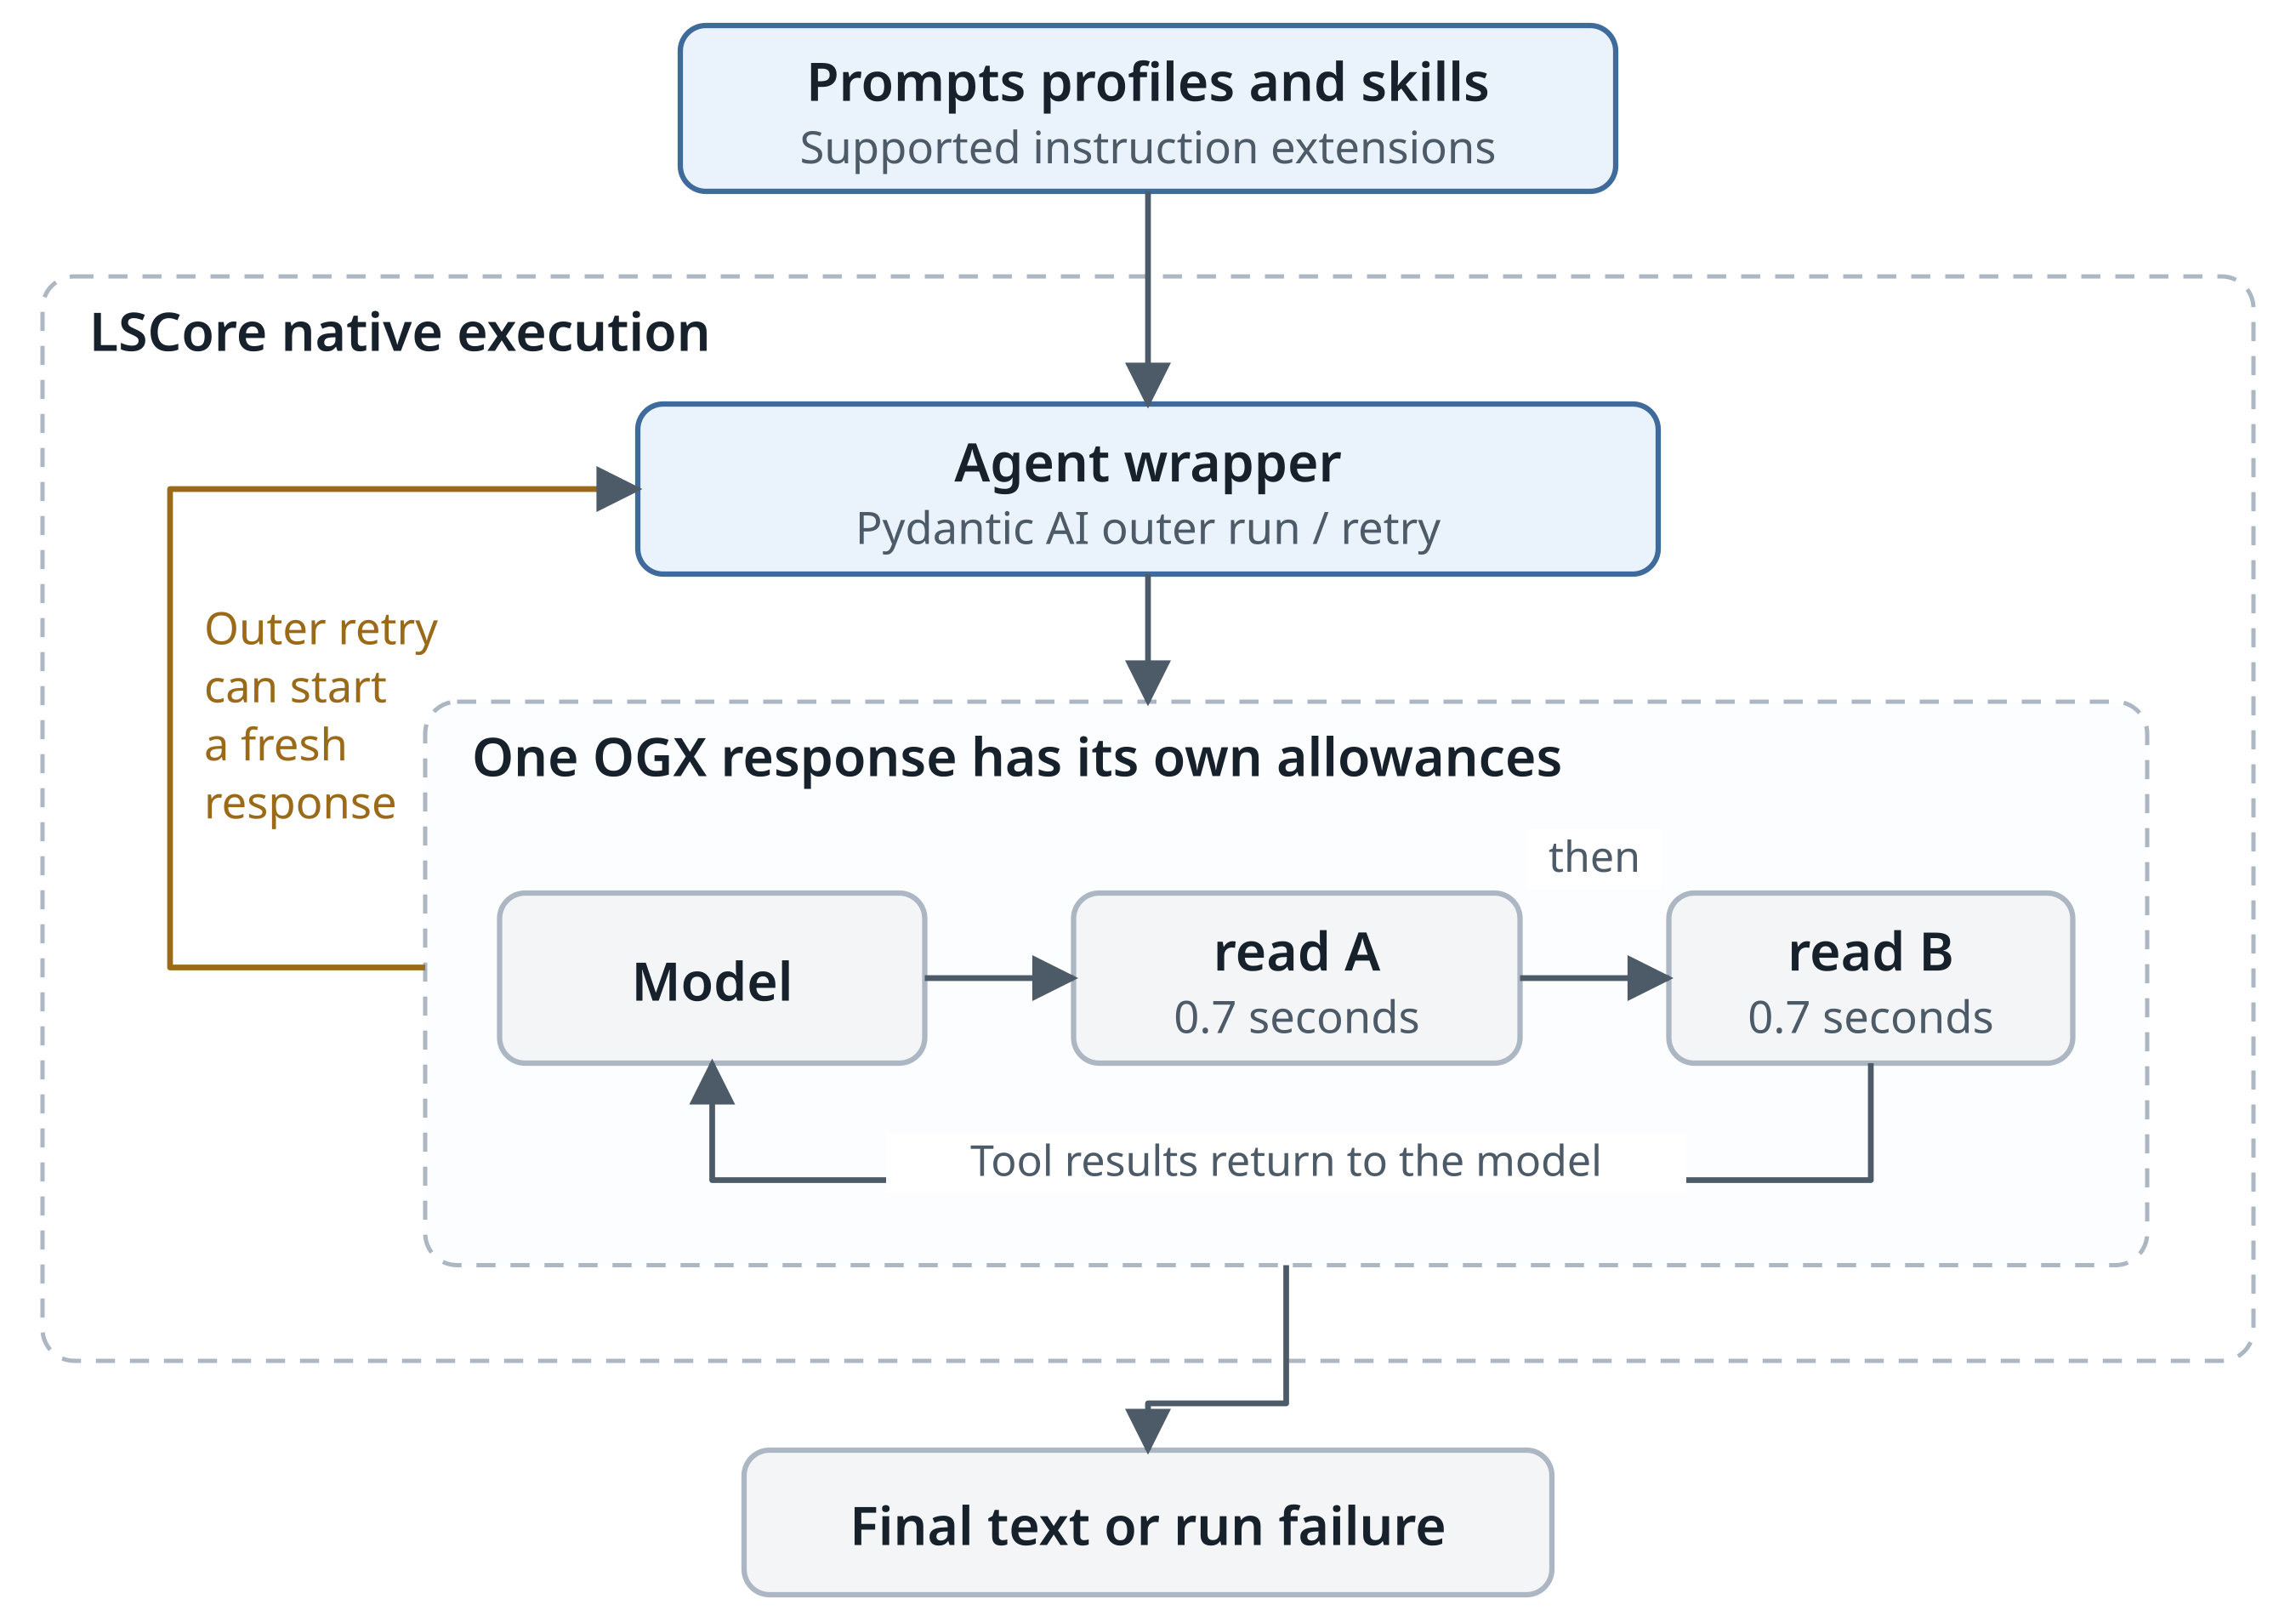 Prompts profiles and skills
Supported instruction extensions
LSCore native execution
Agent wrapper
Pydantic AI outer run / retry
Outer retry
can start
a fresh
response
One OGX response has its own allowances
then
Model
read A
0.7 seconds
read B
0.7 seconds
Tool results return to the model
Final text or run failure